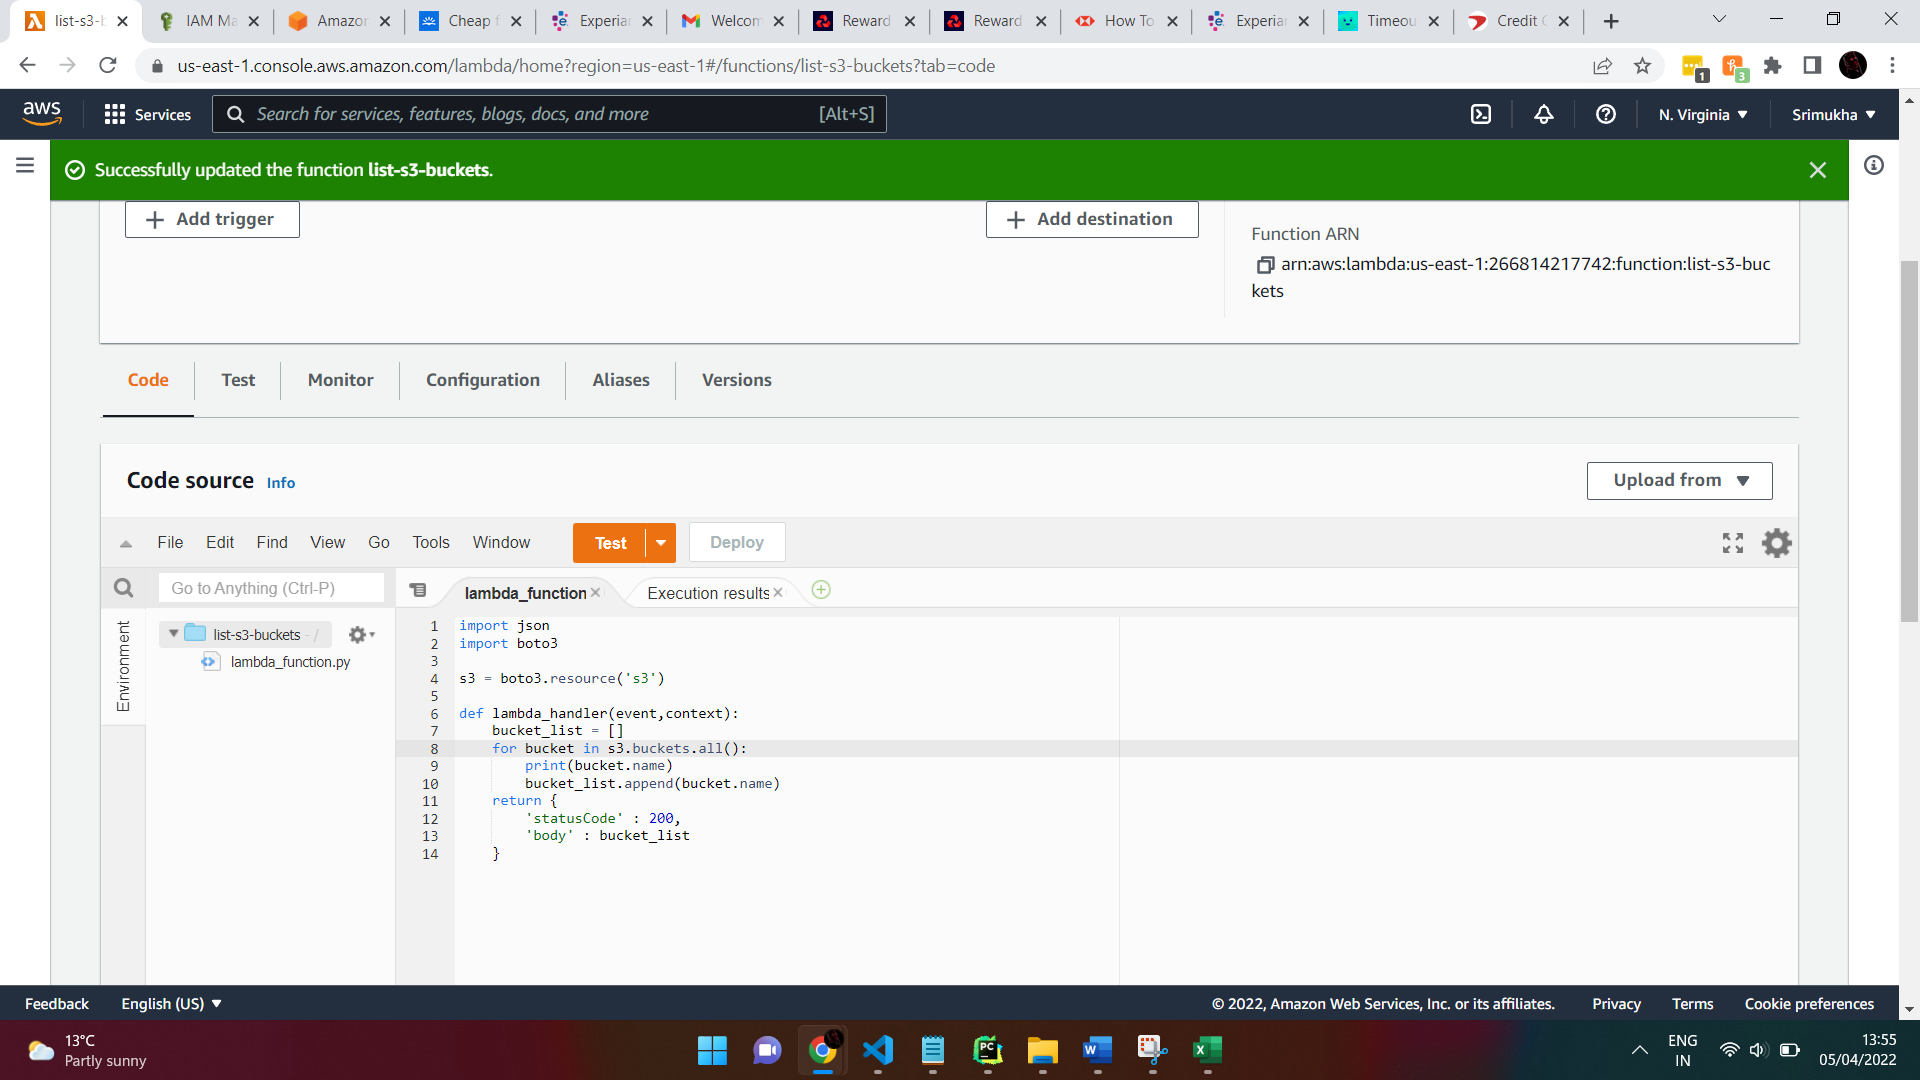 list-s3-b
IAM Ma
Amazon
Cheap f
Experian
Welcom
Reward
Reward
How To
Experian
Timeou
Credit C
us-east-1.console.aws.amazon.com/lambda/home?region=us-east-1#/functions/list-s3-buckets?tab=code
1
3
aws
Services
Search for services, features, blogs, docs, and more
[Alt+S]
N. Virginia
Srimukha
Successfully updated the function list-s3-buckets.
Add trigger
Add destination
Function ARN
arn:aws:lambda:us-east-1:266814217742:function:list-s3-buc
kets
Code
Test
Monitor
Configuration
Aliases
Versions
Code source
Info
Upload from
File
Edit
Find
View
Go
Tools
Window
Test
Deploy
Go to Anything (Ctrl-P)
lambda_function
Execution results
Environment
list-s3-buckets - /
lambda_function.py
1 import json
2 import boto3
3
4 s3 = boto3.resource('s3')
5
6 def lambda_handler(event,context):
7     bucket_list = []
8     for bucket in s3.buckets.all():
9         print(bucket.name)
10         bucket_list.append(bucket.name)
11     return {
12         'statusCode' : 200,
13         'body' : bucket_list
14     }
Feedback
English (US)
© 2022, Amazon Web Services, Inc. or its affiliates.
Privacy
Terms
Cookie preferences
13°C
Partly sunny
PC
W
X
ENG
IN
13:55
05/04/2022